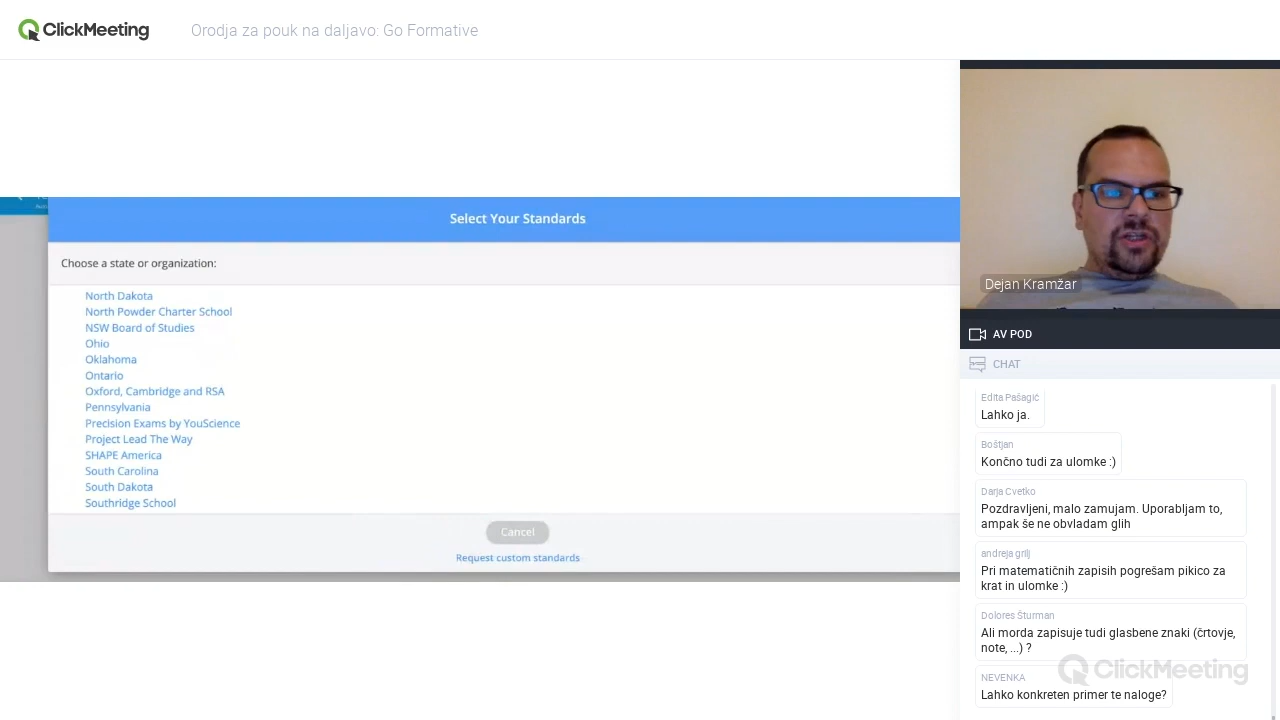 ClickMeeting
Orodja za pouk na daljavo: Go Formative
Select Your Standards
Choose a state or organization:
North Dakota
North Powder Charter School
NSW Board of Studies
Ohio
Oklahoma
Ontario
Oxford, Cambridge and RSA
Pennsylvania
Precision Exams by YouScience
Project Lead The Way
SHAPE America
South Carolina
South Dakota
Southridge School
Cancel
Request custom standards
Dejan Kramžar
AV POD
CHAT
Edita Pašagić
Lahko ja.
Boštjan
Končno tudi za ulomke :)
Darja Cvetko
Pozdravljeni, malo zamujam. Uporabljam to,
ampak še ne obvladam glih
andreja grilj
Pri matematičnih zapisih pogrešam pikico za
krat in ulomke :)
Dolores Šturman
Ali morda zapisuje tudi glasbene znaki (črtovje,
note, ...) ?
ClickMeeting
NEVENKA
Lahko konkreten primer te naloge?